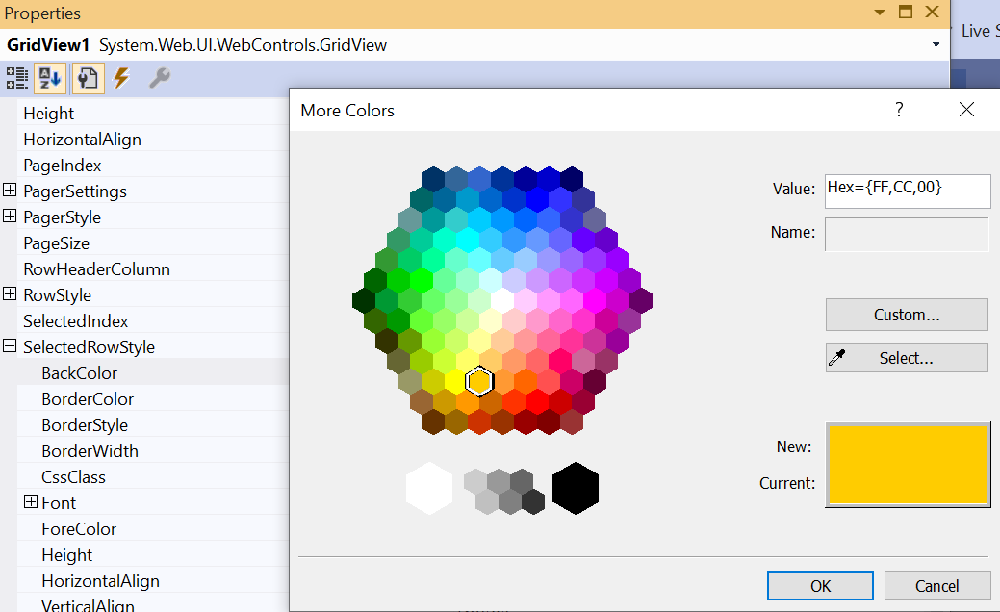 Properties
GridView1 System.Web.UI.WebControls.GridView
Live S
A
Z
Height
HorizontalAlign
PageIndex
PagerSettings
PagerStyle
PageSize
RowHeaderColumn
RowStyle
SelectedIndex
SelectedRowStyle
BackColor
BorderColor
BorderStyle
BorderWidth
CssClass
Font
ForeColor
Height
HorizontalAlign
VerticalAlign
More Colors
?
Value: Hex={FF,CC,00}
Name:
Custom...
Select...
New:
Current:
OK Cancel